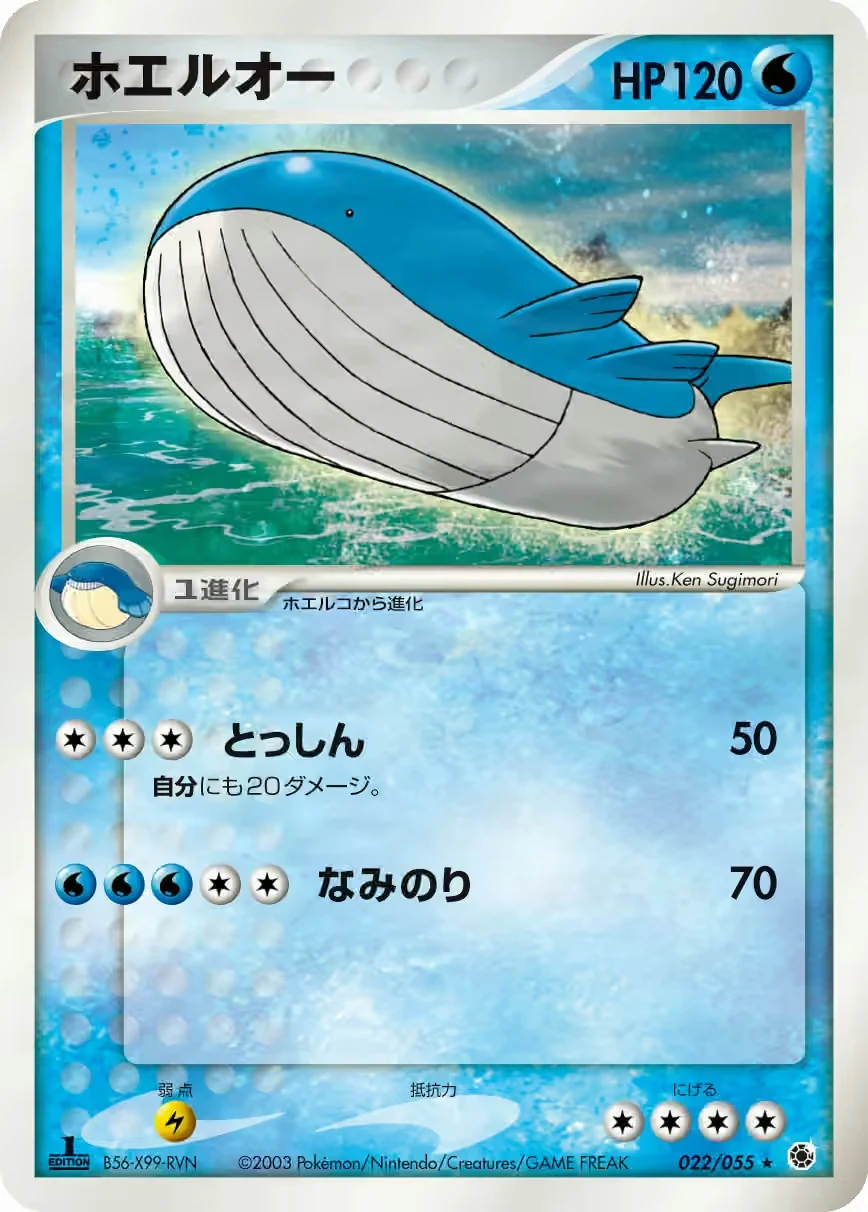 ホエルオー HP120
Illus.Ken Sugimori
1進化
ホエルコから進化
とっしん 50
自分にも20ダメージ。
なみのり 70
弱点 抵抗力 にげる
1 EDITION B56-X99-RVN ©2003 Pokémon/Nintendo/Creatures/GAME FREAK 022/055 ★